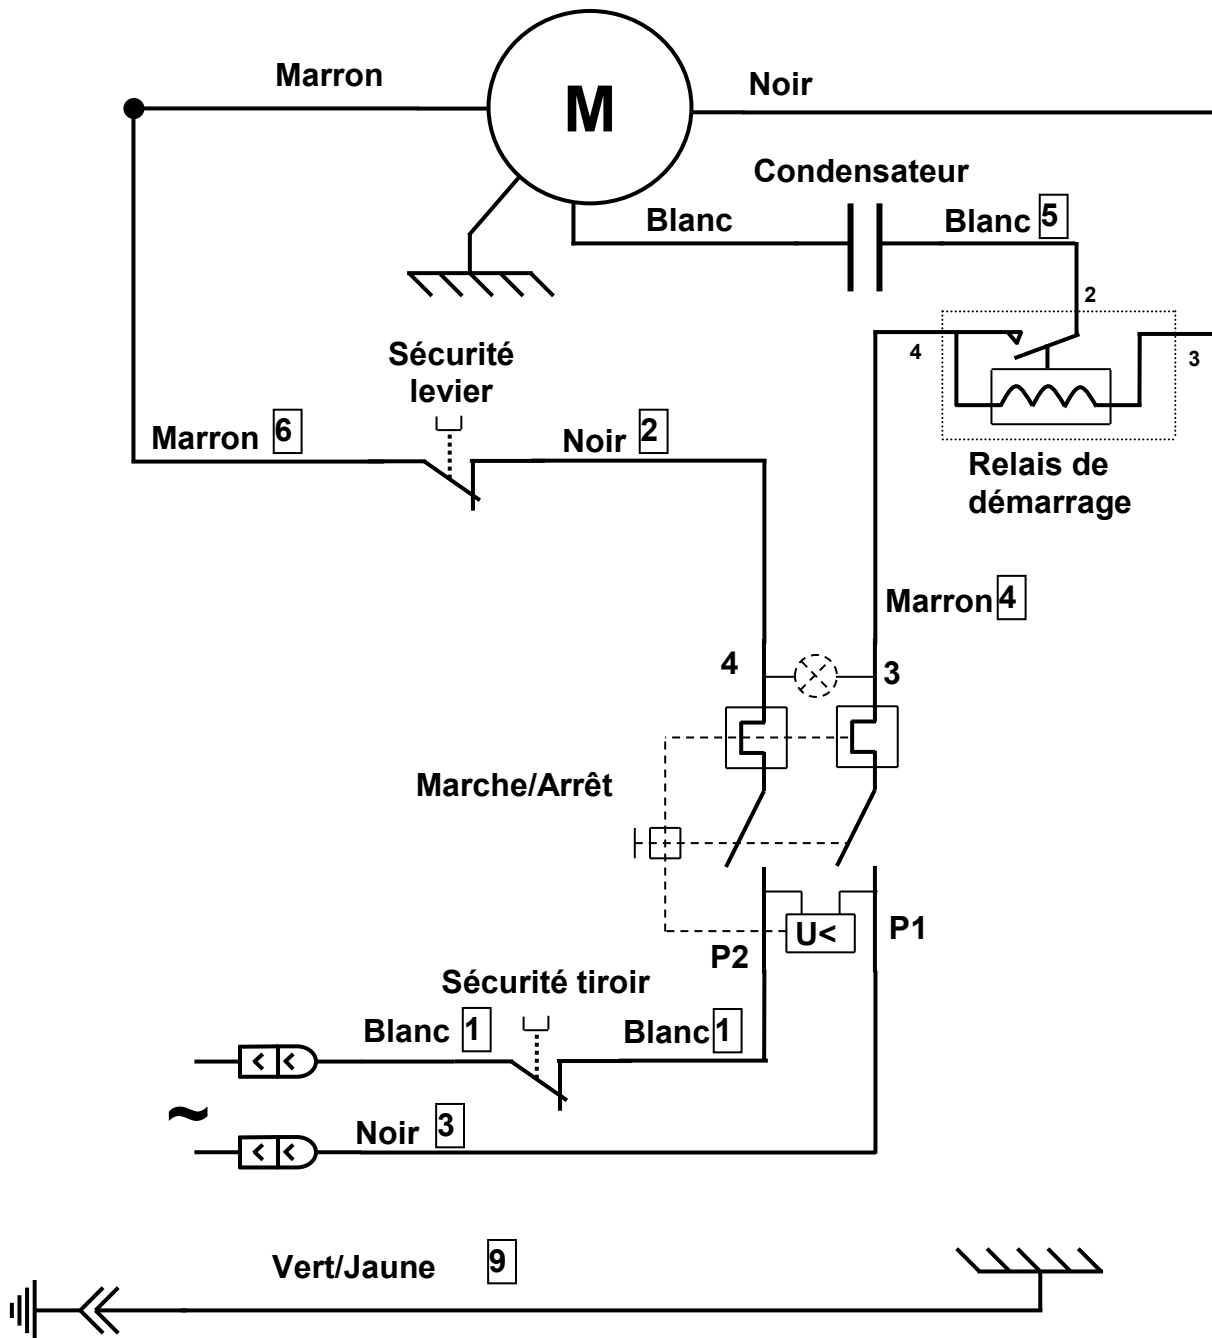 Marron
M
Noir
Condensateur
Blanc
Blanc 5
2
4
3
Sécurité
levier
Marron 6
Noir 2
Relais de
démarrage
Marron 4
4
3
Marche/Arrêt
U<
P1
P2
Sécurité tiroir
Blanc 1
Blanc 1
~
Noir 3
Vert/Jaune 9